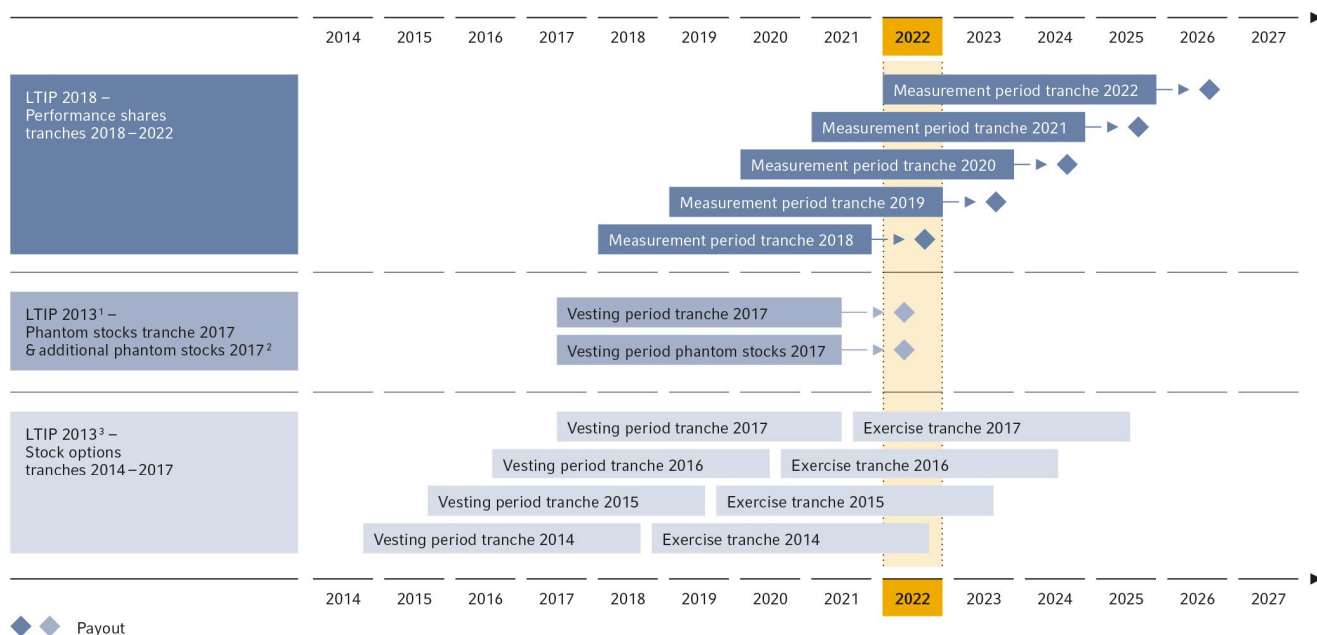 2014 2015 2016 2017 2018 2019 2020 2021 2022 2023 2024 2025 2026 2027
LTIP 2018 –
Performance shares
tranches 2018 – 2022
Measurement period tranche 2022
Measurement period tranche 2021
Measurement period tranche 2020
Measurement period tranche 2019
Measurement period tranche 2018
LTIP 2013¹ –
Phantom stocks tranche 2017
& additional phantom stocks 2017²
Vesting period tranche 2017
Vesting period phantom stocks 2017
LTIP 2013³ –
Stock options
tranches 2014 – 2017
Vesting period tranche 2017 Exercise tranche 2017
Vesting period tranche 2016 Exercise tranche 2016
Vesting period tranche 2015 Exercise tranche 2015
Vesting period tranche 2014 Exercise tranche 2014
2014 2015 2016 2017 2018 2019 2020 2021 2022 2023 2024 2025 2026 2027
Payout